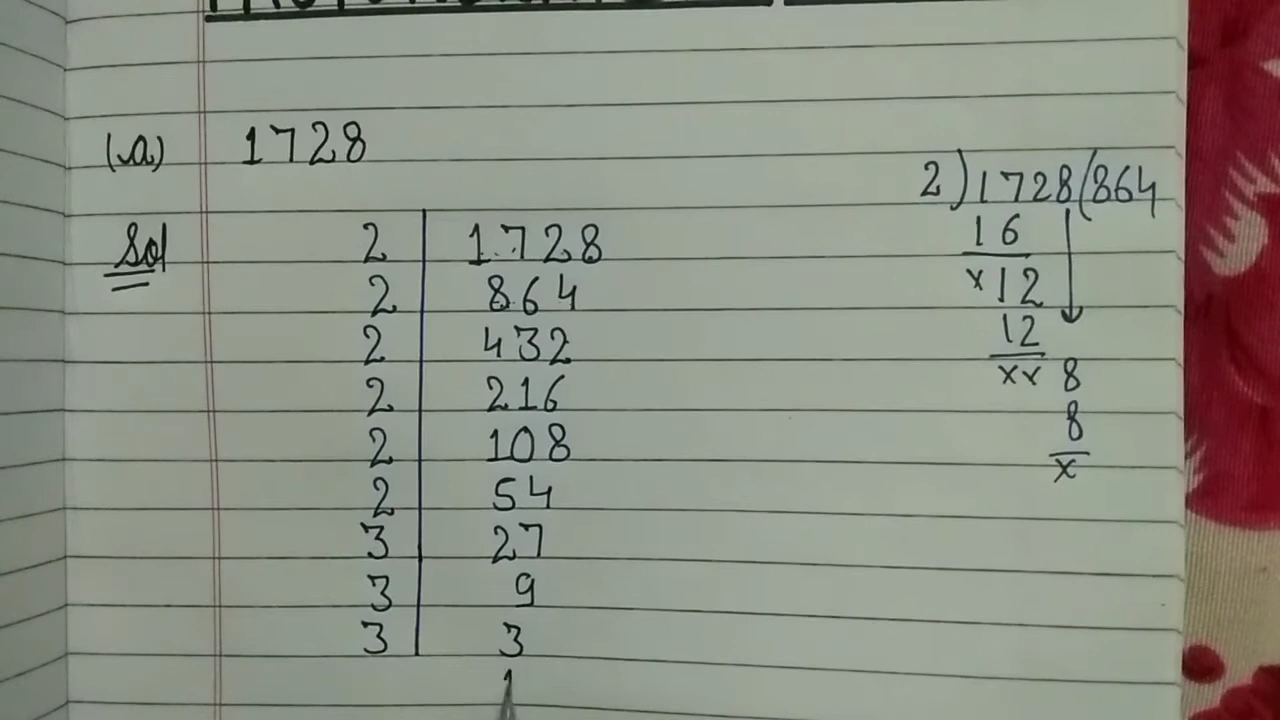 (a) 1728
Sol
2 | 1728
2 | 864
2 | 432
2 | 216
2 | 108
2 | 54
3 | 27
3 | 9
3 | 3
1
2)1728(864
16
x12
12
xx8
8
x